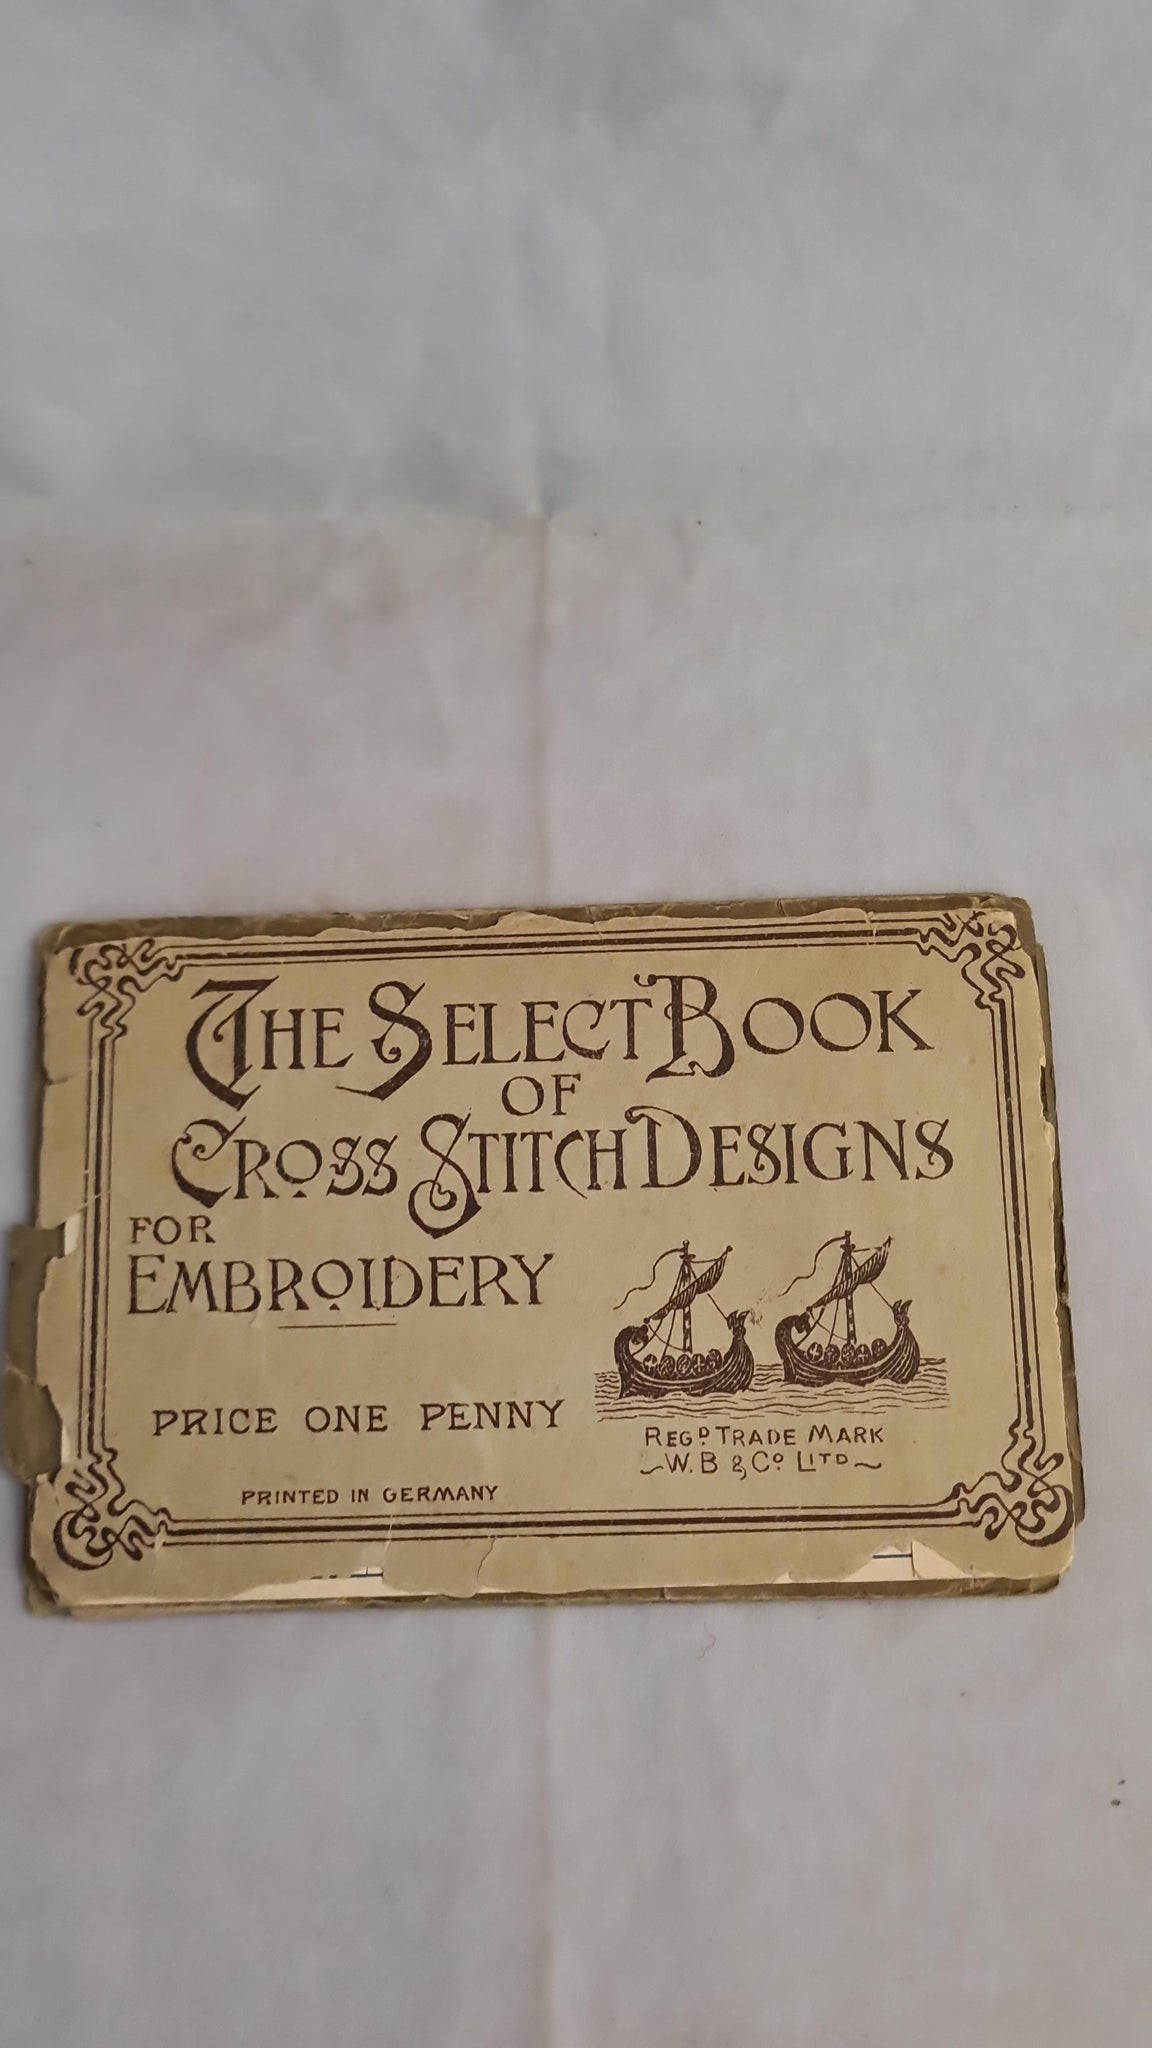 THE SELECT BOOK
OF
CROSS STITCH DESIGNS
FOR
EMBROIDERY
PRICE ONE PENNY
PRINTED IN GERMANY
REGD TRADE MARK
W. B & Co LITD